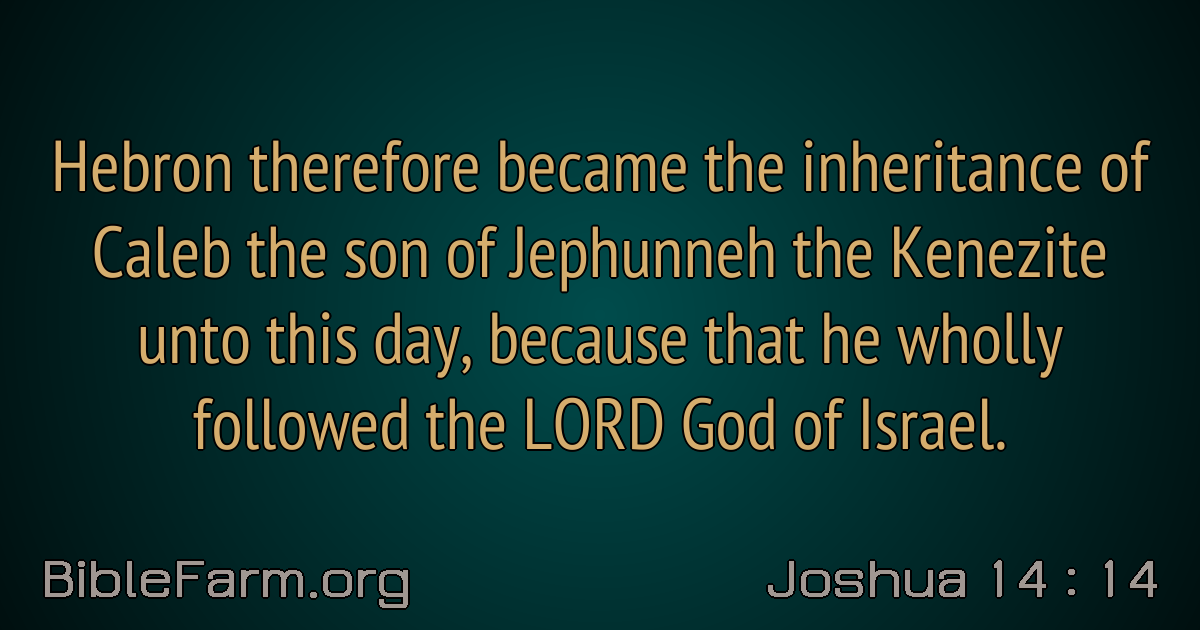 Hebron therefore became the inheritance of
Caleb the son of Jephunneh the Kenezite
unto this day, because that he wholly
followed the LORD God of Israel.
BibleFarm.org
Joshua 14 : 14